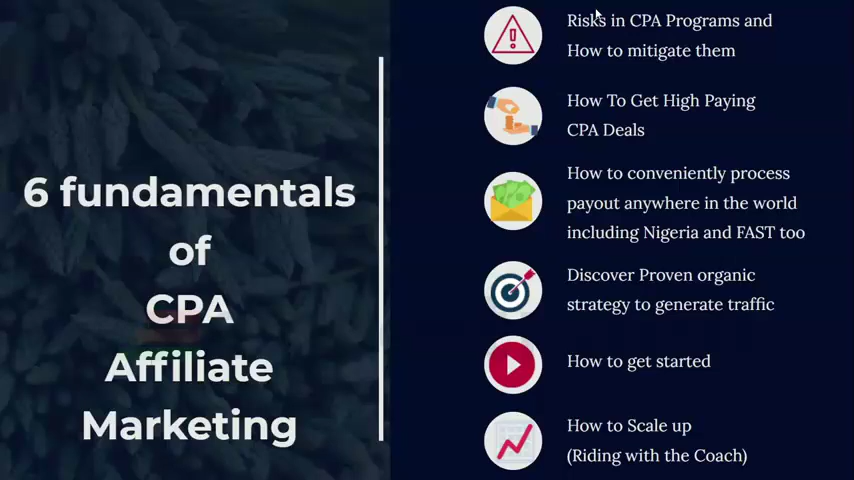 6 fundamentals
of
CPA
Affiliate
Marketing
Risks in CPA Programs and
How to mitigate them
How To Get High Paying
CPA Deals
How to conveniently process
payout anywhere in the world
including Nigeria and FAST too
Discover Proven organic
strategy to generate traffic
How to get started
How to Scale up
(Riding with the Coach)